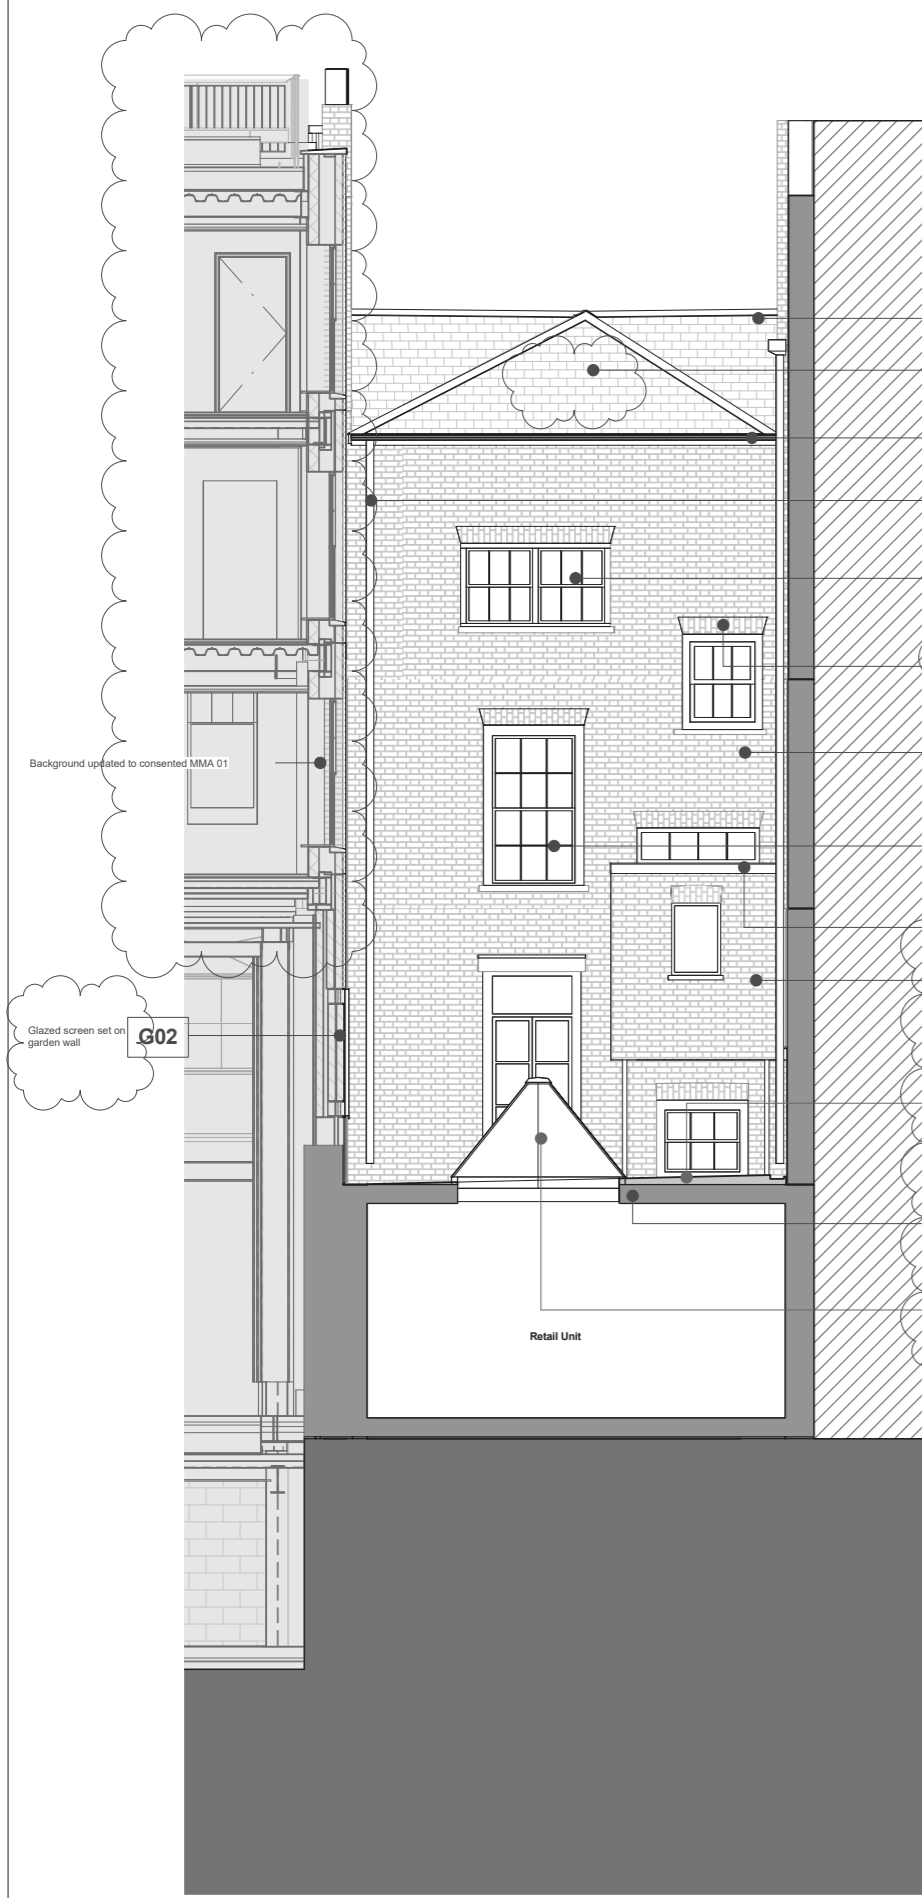 Background updated to consented MMA 01
Glazed screen set on
garden wall
G02
Retail Unit